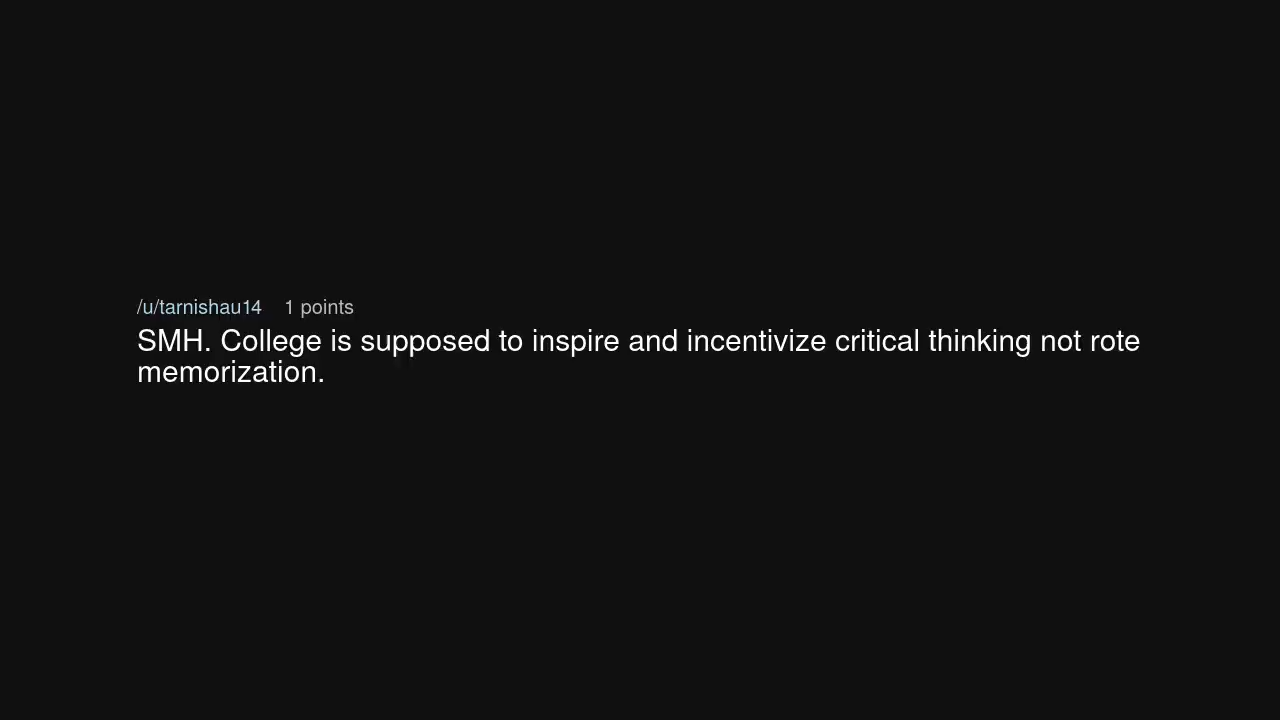 /u/tarnishau14 1 points
SMH. College is supposed to inspire and incentivize critical thinking not rote
memorization.